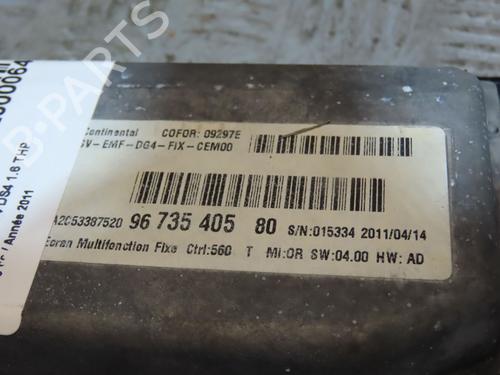 Continental COFOR: 09297E
SV-EMF-DG4-FIX-CEM00
A2C53387520 96 735 405 80 S/N:015334 2011/04/14
Ecran Multifonction Fixe Ctrl:560 T MI:OR SW:04.00 HW: AD
DS4 1.6 THP
/ Année 2011
B-PARTS